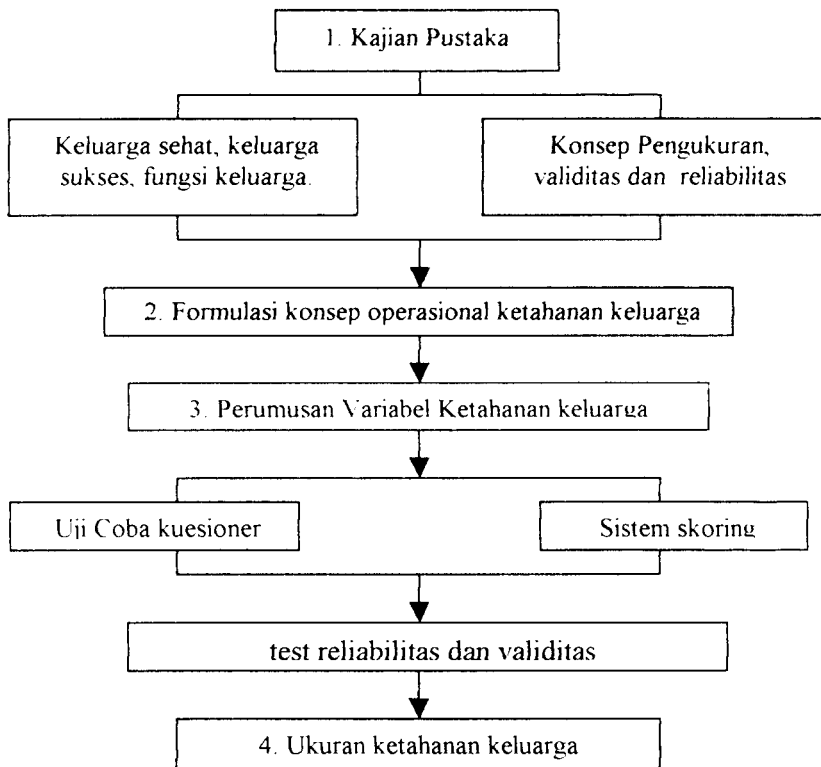 1. Kajian Pustaka
Keluarga sehat, keluarga
sukses, fungsi keluarga.
Konsep Pengukuran,
validitas dan reliabilitas
2. Formulasi konsep operasional ketahanan keluarga
3. Perumusan Variabel Ketahanan keluarga
Uji Coba kuesioner
Sistem skoring
test reliabilitas dan validitas
4. Ukuran ketahanan keluarga